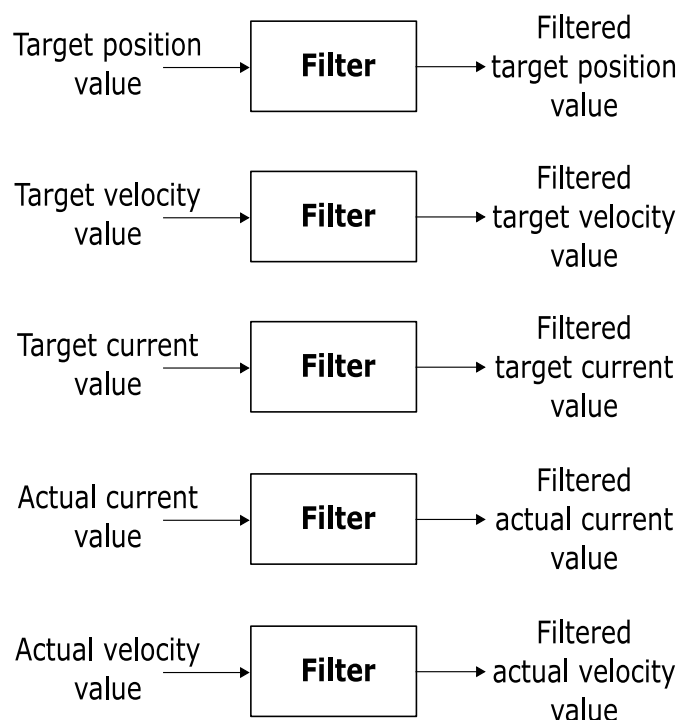 Target position
value
Filter
Filtered
target position
value
Target velocity
value
Filter
Filtered
target velocity
value
Target current
value
Filter
Filtered
target current
value
Actual current
value
Filter
Filtered
actual current
value
Actual velocity
value
Filter
Filtered
actual velocity
value